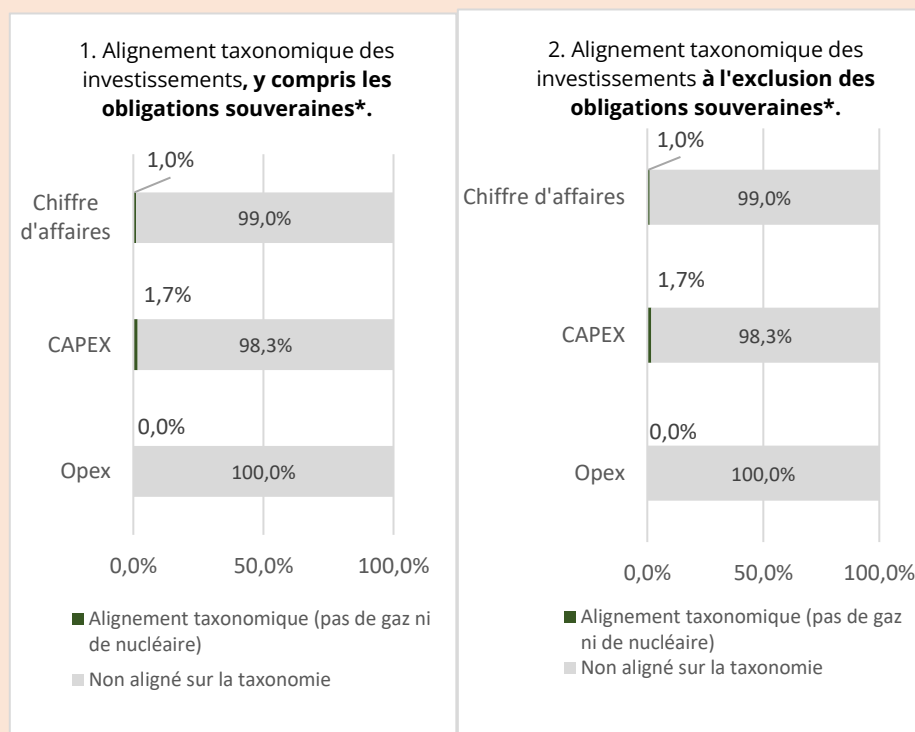 1. Alignement taxonomique des
investissements, y compris les
obligations souveraines*.
1,0%
Chiffre
d'affaires
99,0%
1,7%
CAPEX
98,3%
0,0%
Opex
100,0%
0,0%
50,0%
100,0%
Alignement taxonomique (pas de gaz ni
de nucléaire)
Non aligné sur la taxonomie
2. Alignement taxonomique des
investissements à l'exclusion des
obligations souveraines*.
1,0%
Chiffre d'affaires
99,0%
1,7%
CAPEX
98,3%
0,0%
Opex
100,0%
0,0%
50,0%
100,0%
Alignement taxonomique (pas de gaz
ni de nucléaire)
Non aligné sur la taxonomie